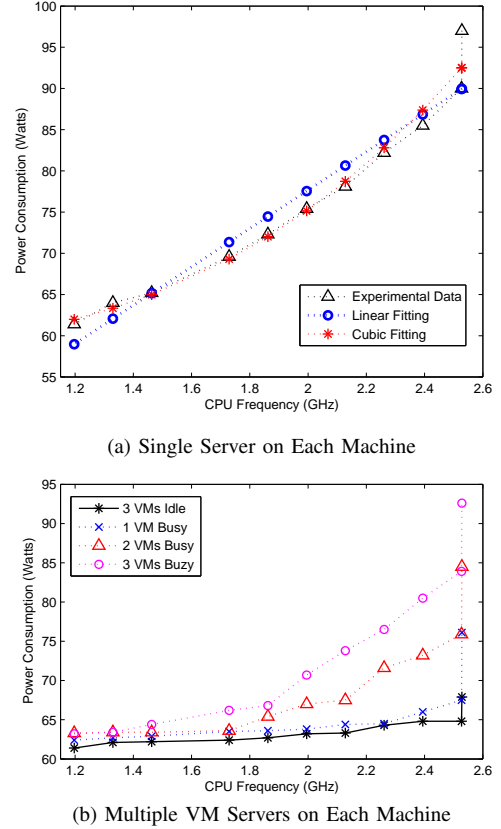 100
95
90
85
80
75
70
65
60
55
Power Consumption (Watts)
Experimental Data
Linear Fitting
Cubic Fitting
1.2 1.4 1.6 1.8 2 2.2 2.4 2.6
CPU Frequency (GHz)
(a) Single Server on Each Machine
95
90
85
80
75
70
65
60
Power Consumption (Watts)
3 VMs Idle
1 VM Busy
2 VMs Busy
3 VMs Buzy
1.2 1.4 1.6 1.8 2 2.2 2.4 2.6
CPU Frequency (GHz)
(b) Multiple VM Servers on Each Machine